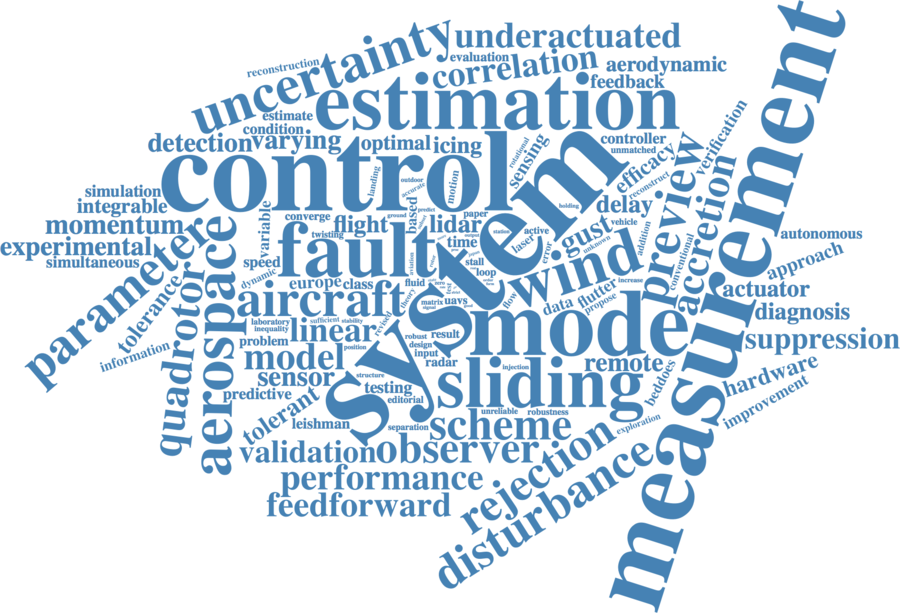 measurement
system
control
estimation
uncertainty
underactuated
evaluation
correlation
reconstruction
aerodynamic
feedback
estimate
condition
detection
varying
optimal
icing
rotational
sensing
controller
unmatched
efficacy
reconstruct
verification
preview
accretion
simulation
integrable
momentum
experimental
simultaneous
parameter
variable
converge
twisting
flight
ground
landing
outdoor
accurate
predict
based
motion
lidar
paper
time
station
laser
active
holding
delay
vehicle
gust
unknown
addition
conventional
autonomous
approach
actuator
diagnosis
suppression
fault
speed
dynamic
europe
class
fluid
stall
loop
error
wind
flow
data
flutter
propose
increase
aerospace
quadrotor
tolerance
information
aircraft
theory
matrix
signal
uavs
mode
laboratory
inequality
sufficient
stability
revised
linear
problem
position
robust
result
design
input
radar
model
sensor
structure
predictive
testing
editorial
injection
sliding
remote
beddoes
hardware
improvement
tolerant
leishman
separation
unreliable
robustness
scheme
exploration
validation
observer
performance
rejection
feedforward
disturbance